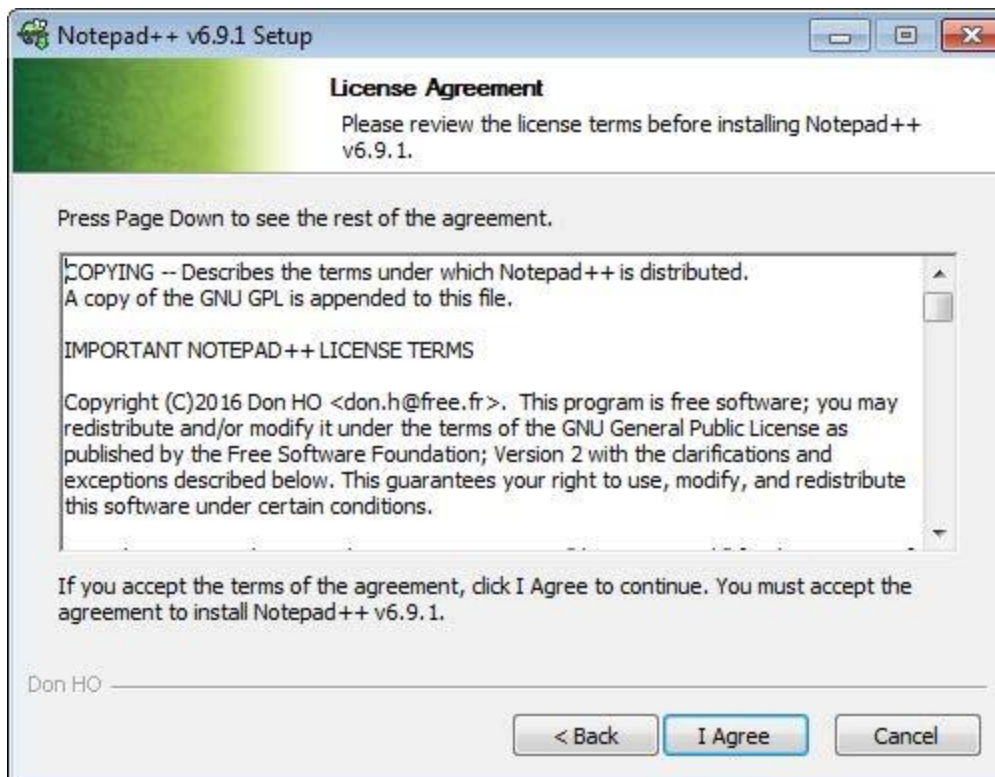 Notepad++ v6.9.1 Setup
License Agreement
Please review the license terms before installing Notepad++
v6.9.1.
Press Page Down to see the rest of the agreement.
COPYING -- Describes the terms under which Notepad++ is distributed.
A copy of the GNU GPL is appended to this file.
IMPORTANT NOTEPAD++ LICENSE TERMS
Copyright (C)2016 Don HO <don.h@free.fr>.  This program is free software; you may
redistribute and/or modify it under the terms of the GNU General Public License as
published by the Free Software Foundation; Version 2 with the clarifications and
exceptions described below. This guarantees your right to use, modify, and redistribute
this software under certain conditions.
If you accept the terms of the agreement, click I Agree to continue. You must accept the
agreement to install Notepad++ v6.9.1.
Don HO
< Back
I Agree
Cancel